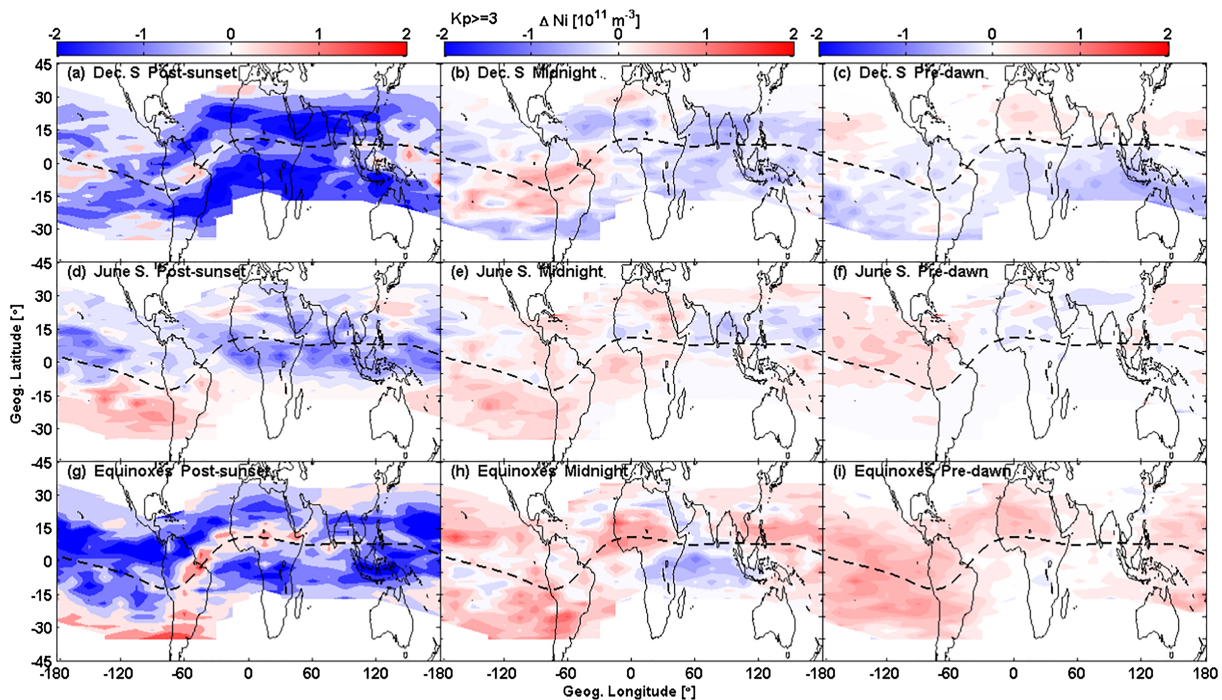 Kp>=3 Δ Ni [10^11 m^-3]
-2 -1 0 1 2 -2 -1 0 1 2 -2 -1 0 1 2
45
(a) Dec. S Post-sunset (b) Dec. S Midnight (c) Dec. S Pre-dawn
30
15
0
-15
-30
-45
(d) June S. Post-sunset (e) June S. Midnight (f) June S. Pre-dawn
30
15
0
-15
-30
-45
(g) Equinoxes Post-sunset (h) Equinoxes Midnight (i) Equinoxes Pre-dawn
30
15
0
-15
-30
-45
Geog. Latitude [°]
-180 -120 -60 0 60 120 -180 -120 -60 0 60 120 -180 -120 -60 0 60 120 180
Geog. Longitude [°]